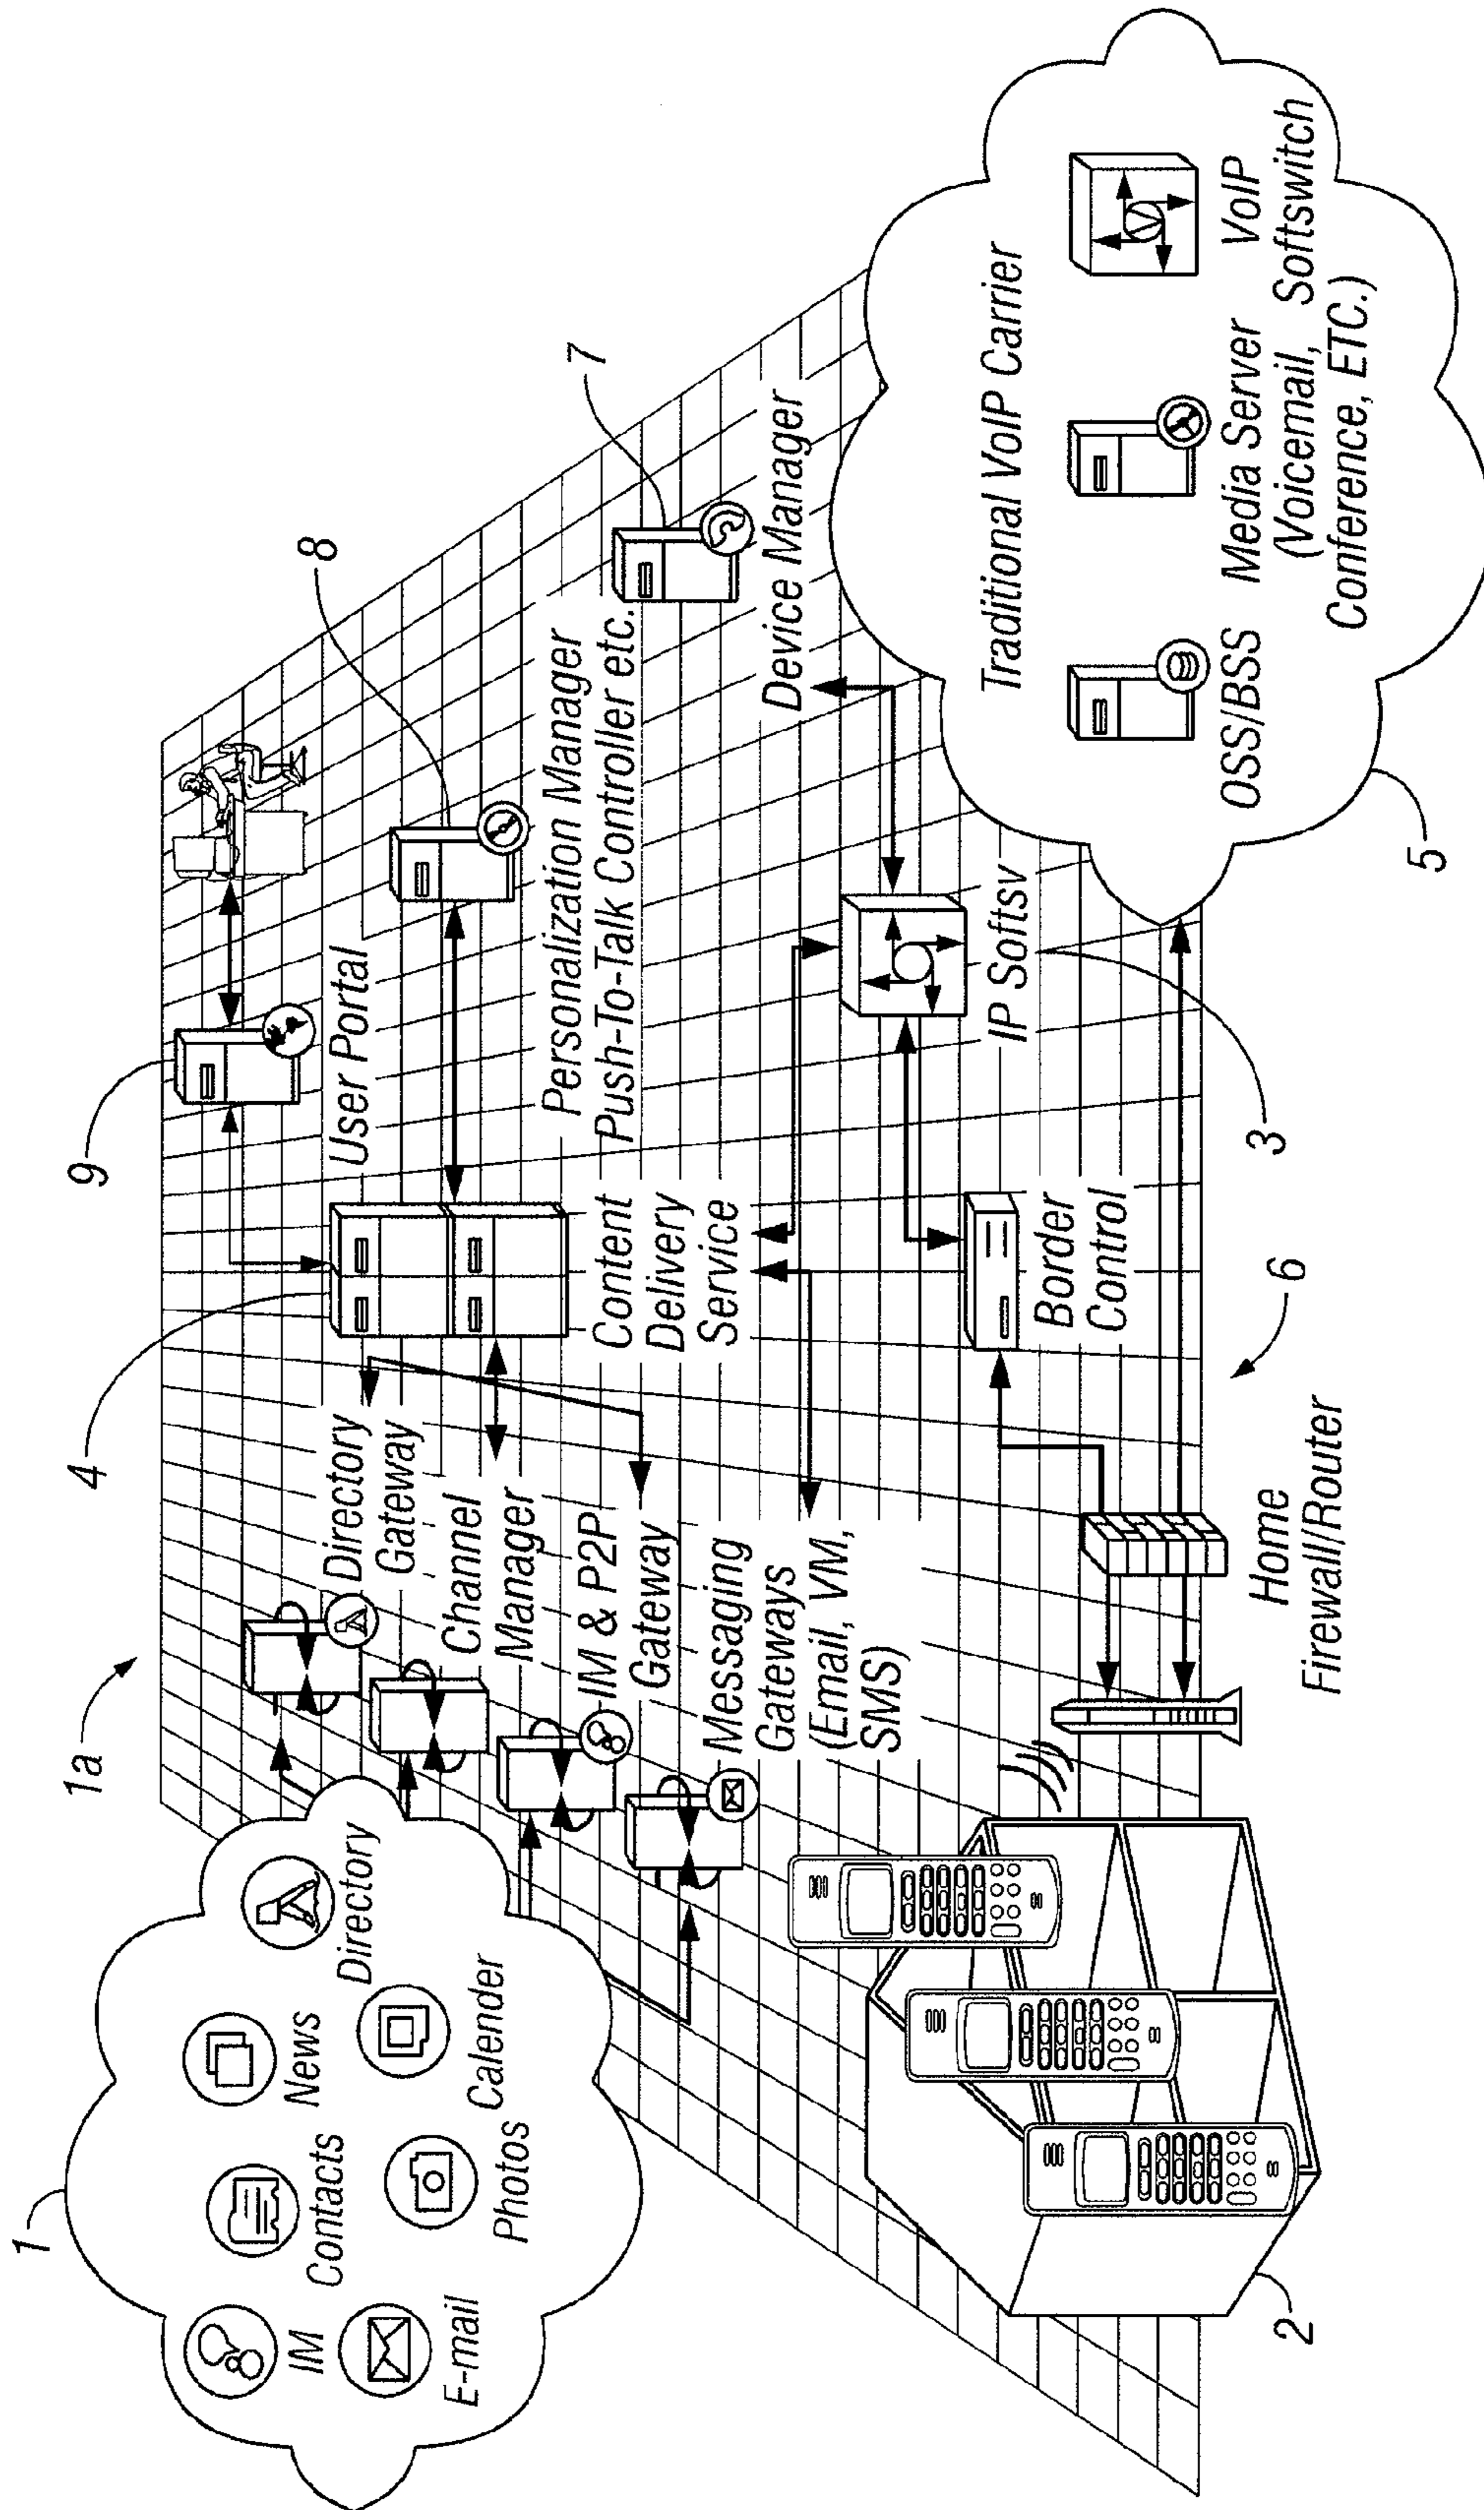 1
IM
Contacts
News
Directory
E-mail
Photos
Calender
1a
Directory
Gateway
Channel
Manager
IM & P2P
Gateway
Messaging
Gateways
(Email, VM,
SMS)
4
Content
Delivery
Service
9
User Portal
8
Personalization Manager
Push-To-Talk Controller etc.
7
Device Manager
IP Softsv
3
Border
Control
6
Home
Firewall/Router
2
Traditional VoIP Carrier
OSS/BSS
Media Server
(Voicemail,
Conference, ETC.)
VoIP
Softswitch
5